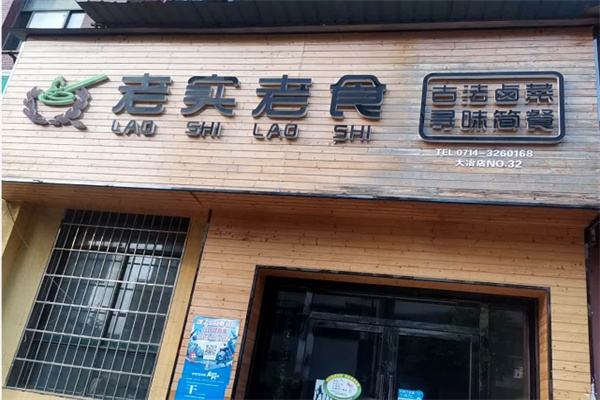 老实老食
LAO SHI LAO SHI
古法卤菜
寻味简餐
TEL:0714-3260168
大冶店NO.32